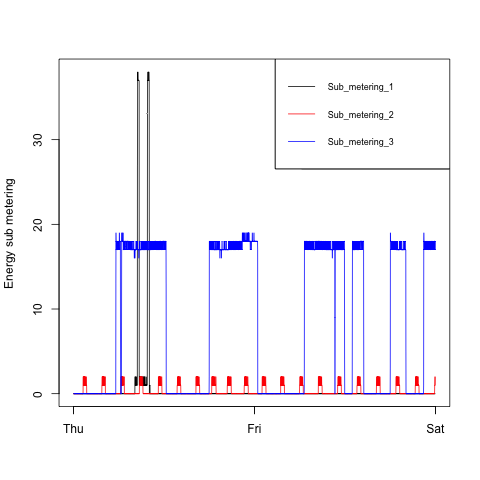 Sub_metering_1
Sub_metering_2
Sub_metering_3
Energy sub metering
30
20
10
0
Thu Fri Sat